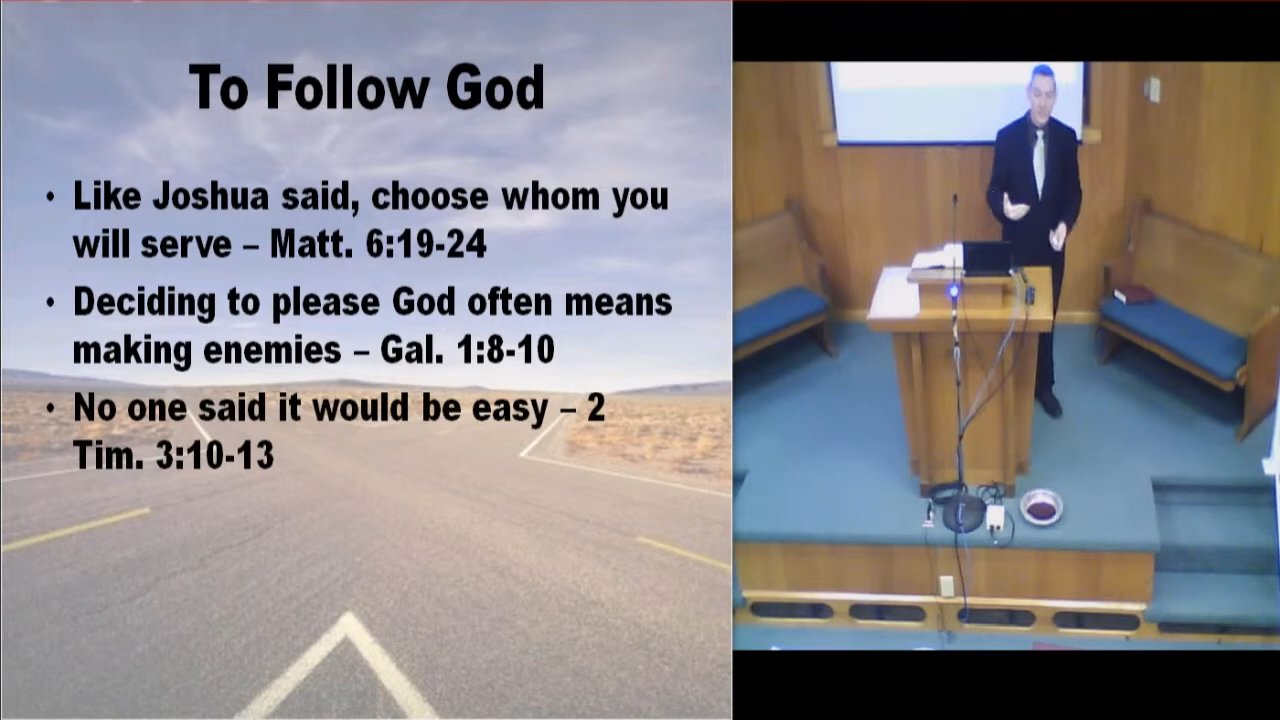 To Follow God
• Like Joshua said, choose whom you
will serve – Matt. 6:19-24
• Deciding to please God often means
making enemies – Gal. 1:8-10
• No one said it would be easy – 2
Tim. 3:10-13